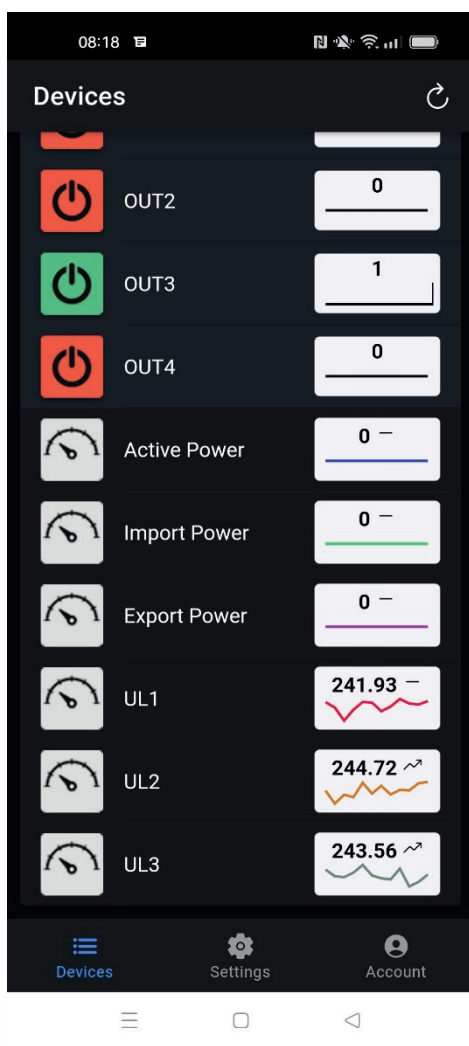 08:18
Devices
OUT2
0
OUT3
1
OUT4
0
Active Power
0
Import Power
0
Export Power
0
UL1
241.93
UL2
244.72
UL3
243.56
Devices
Settings
Account